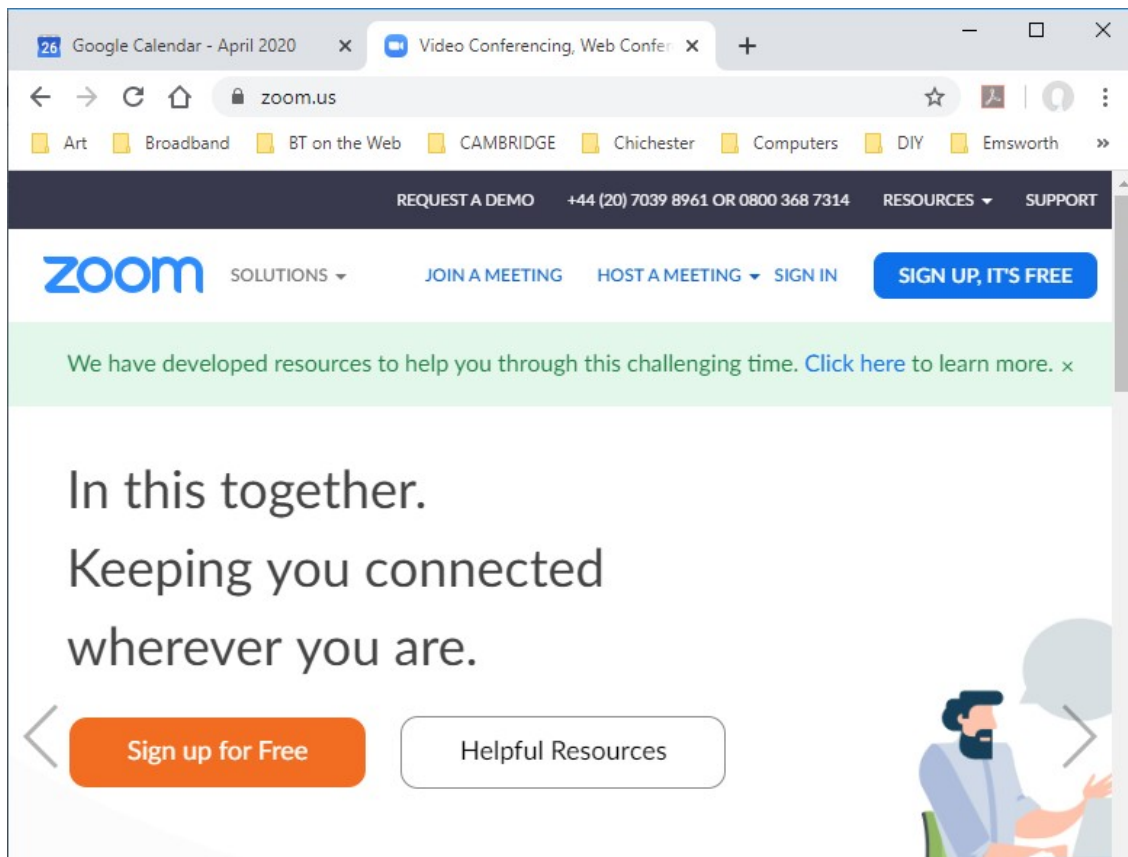 26 Google Calendar - April 2020
Video Conferencing, Web Confer
zoom.us
Art Broadband BT on the Web CAMBRIDGE Chichester Computers DIY Emsworth »
REQUEST A DEMO +44 (20) 7039 8961 OR 0800 368 7314 RESOURCES SUPPORT
zoom SOLUTIONS JOIN A MEETING HOST A MEETING SIGN IN SIGN UP, IT'S FREE
We have developed resources to help you through this challenging time. Click here to learn more. ×
In this together.
Keeping you connected
wherever you are.
Sign up for Free Helpful Resources